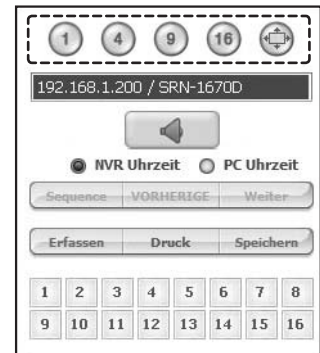 1 4 9 16
192.168.1.200 / SRN-1670D
NVR Uhrzeit PC Uhrzeit
Sequence VORHERIGE Weiter
Erfassen Druck Speichern
1 2 3 4 5 6 7 8
9 10 11 12 13 14 15 16